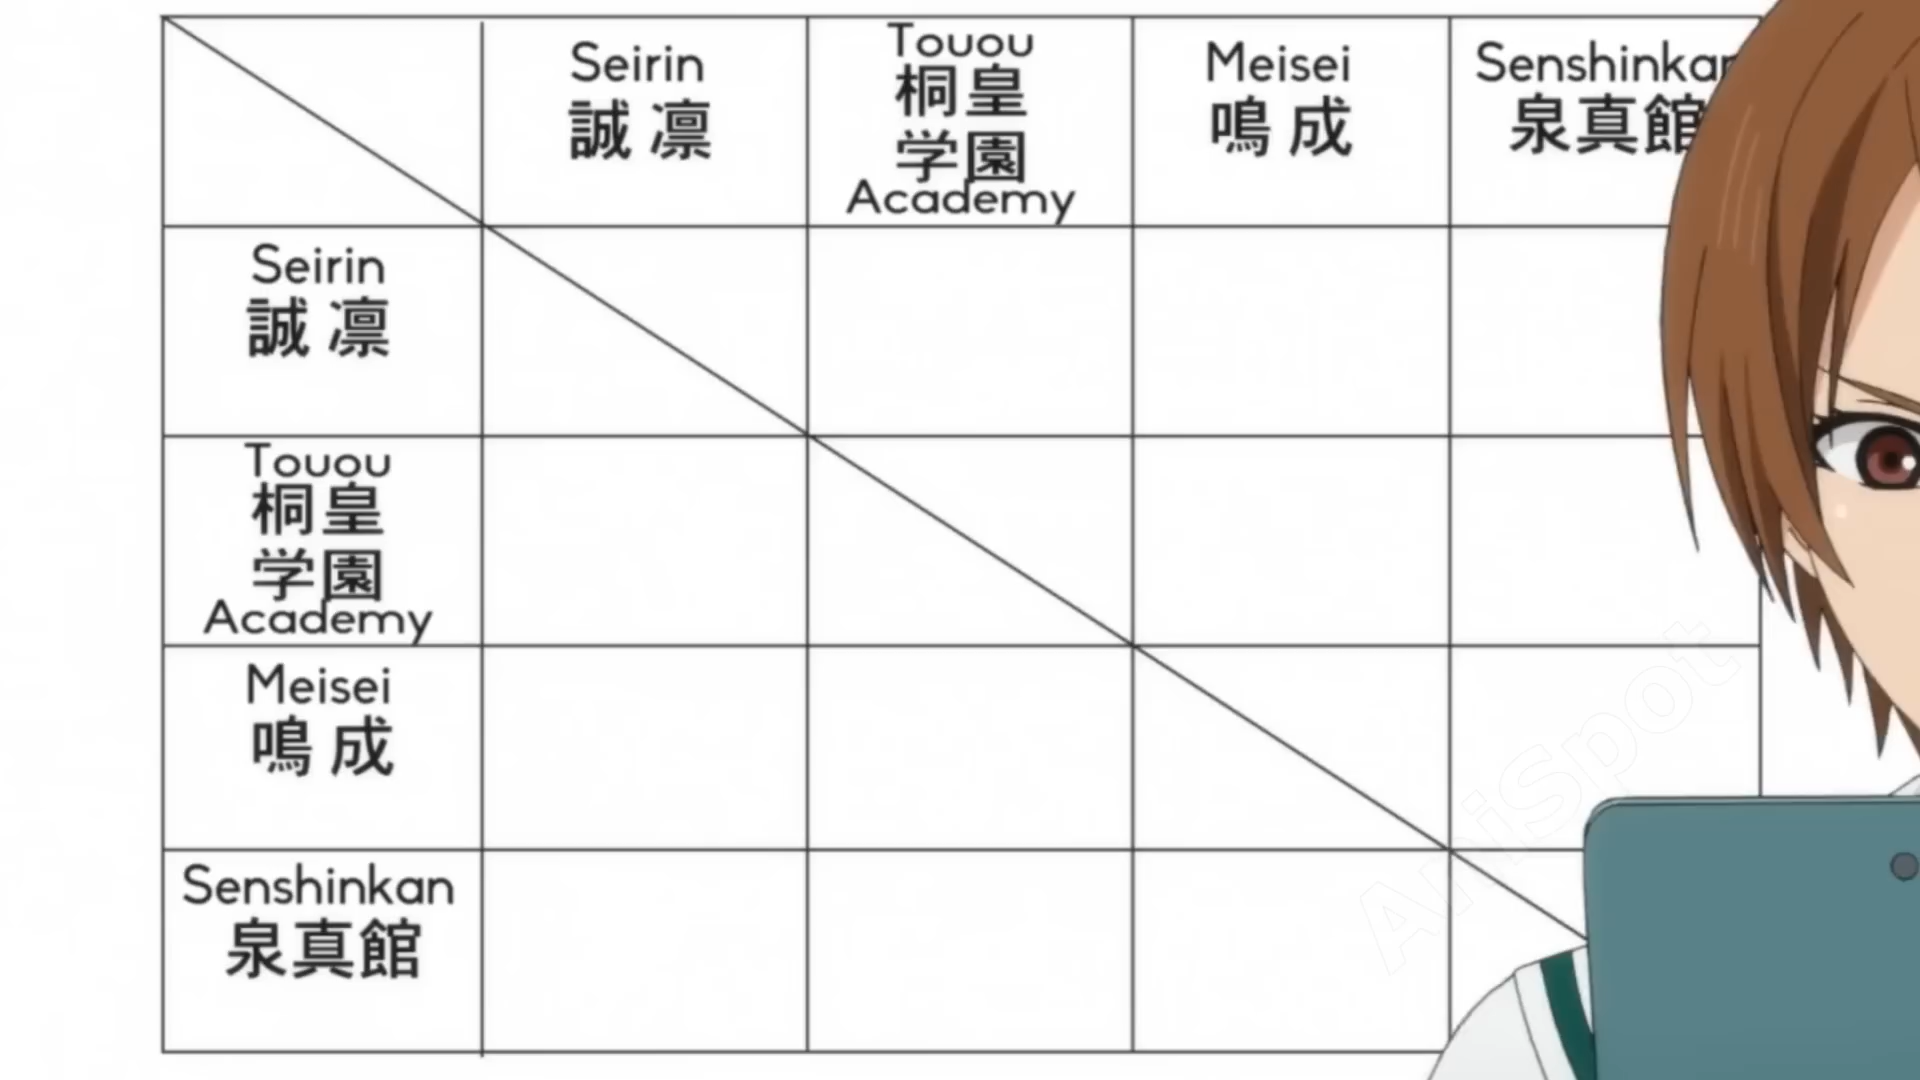 Seirin
誠凛
Touou
桐皇
学園
Academy
Meisei
鳴成
Senshinkan
泉真館
Seirin
誠凛
Touou
桐皇
学園
Academy
Meisei
鳴成
Senshinkan
泉真館
AniSpot